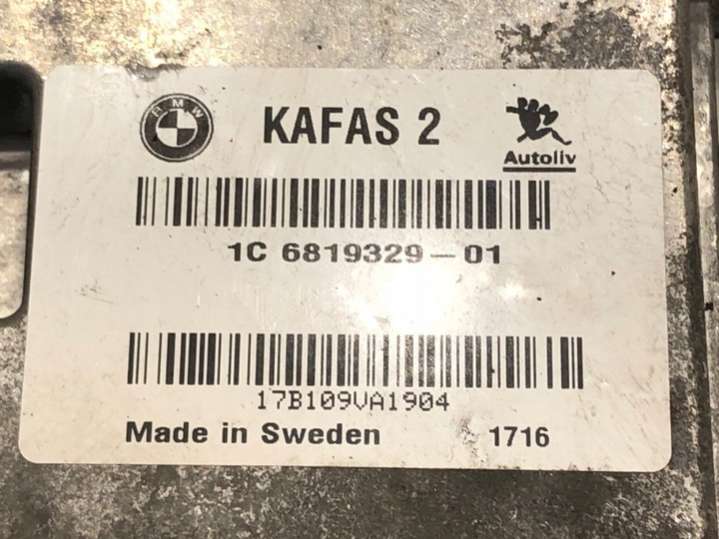 BMW
KAFAS 2
Autoliv
1C 6819329-01
17B109VA1904
Made in Sweden 1716